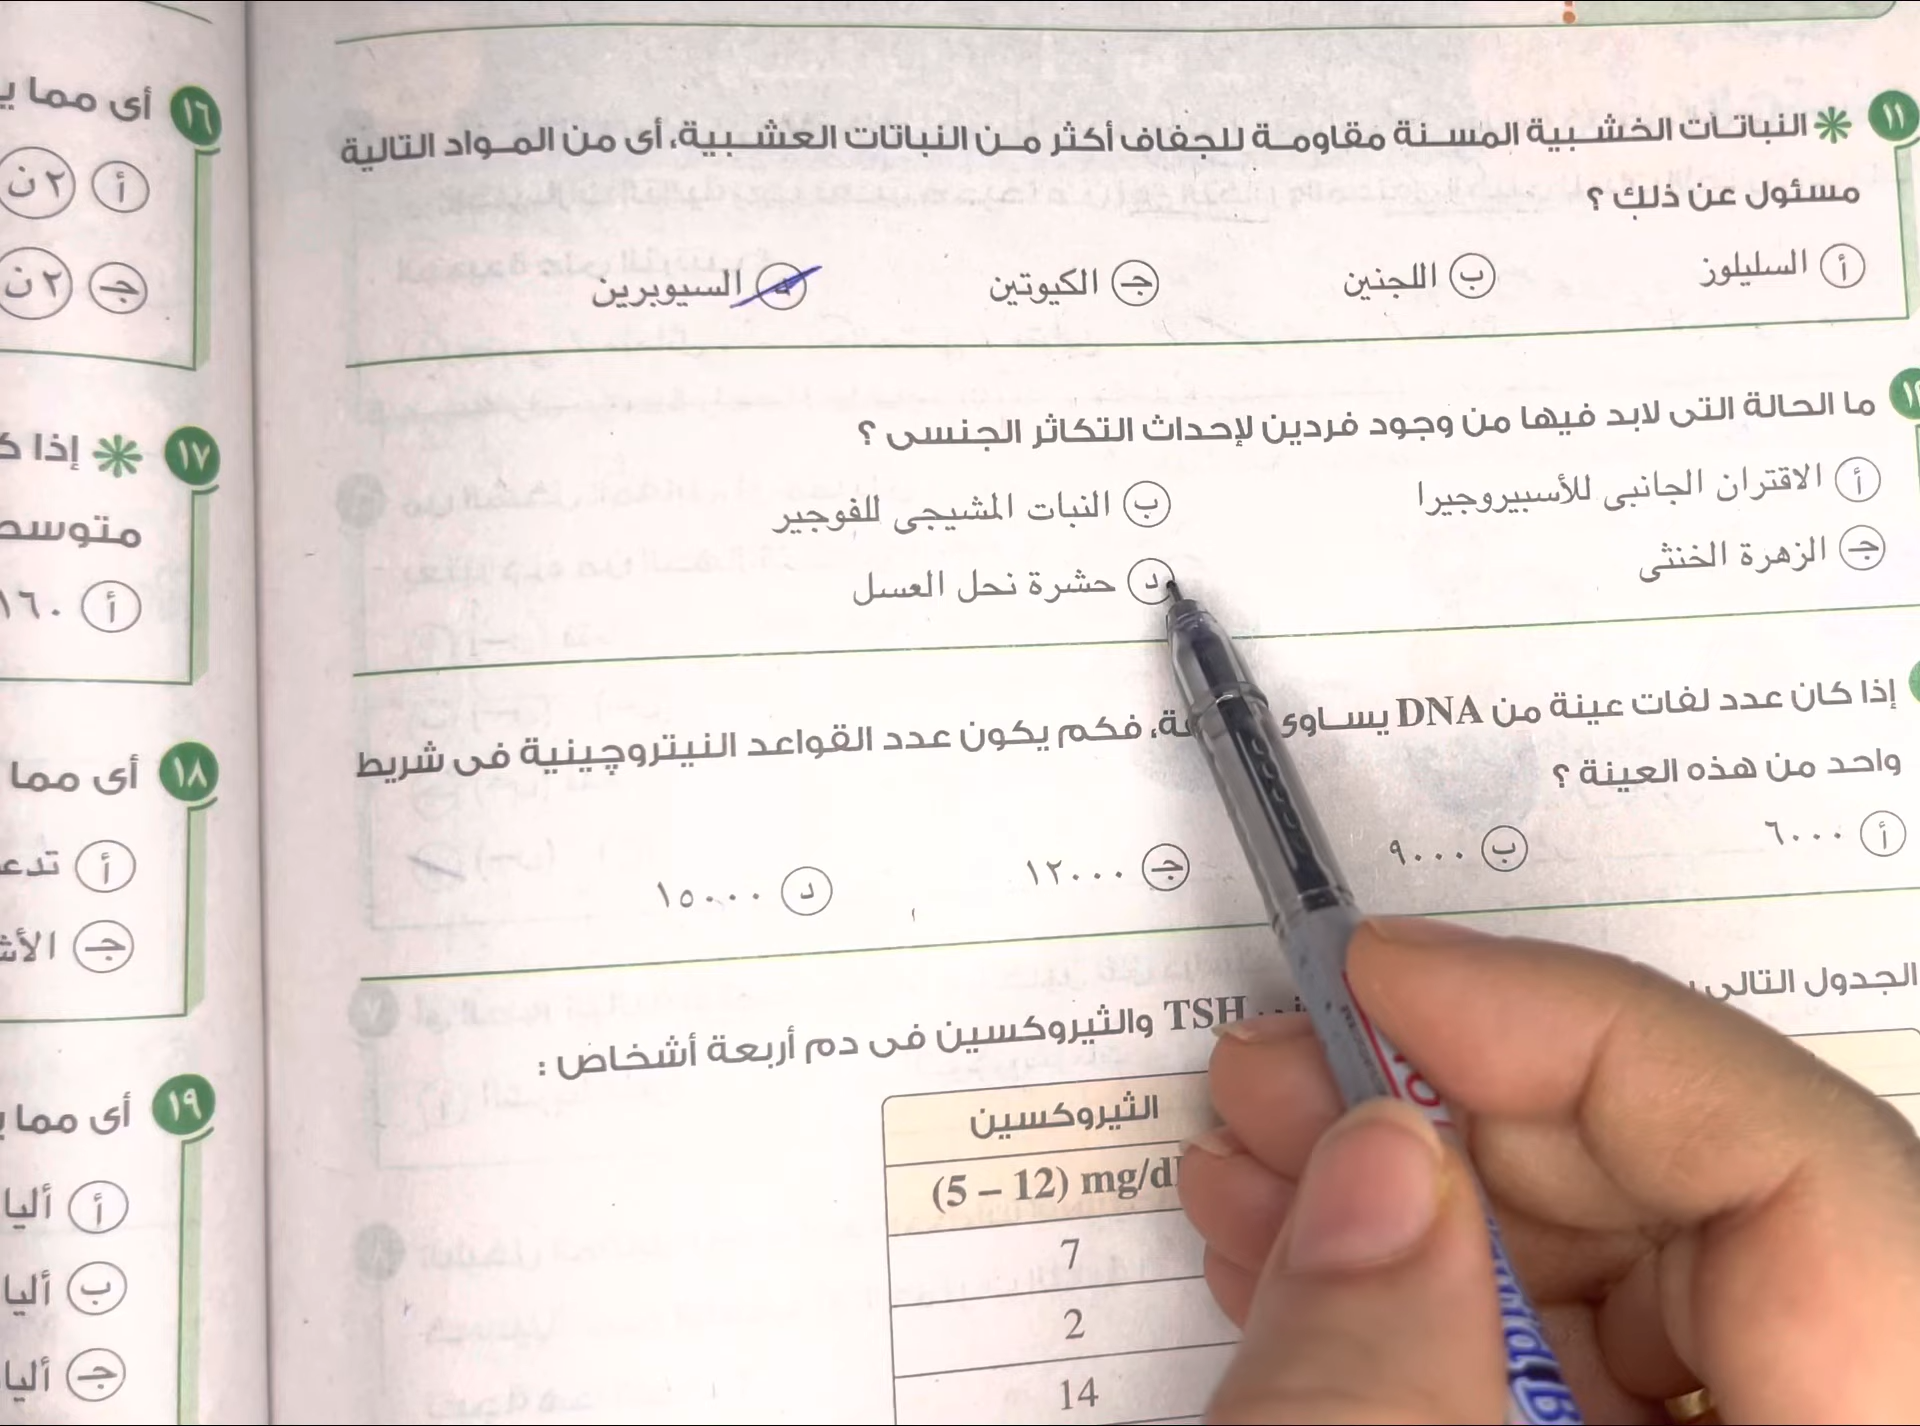 ١١ * النباتات الخشبية المسنة مقاومة للجفاف أكثر من النباتات العشبية، أى من المواد التالية
مسئول عن ذلك ؟
أ السليلوز
ب اللجنين
جـ الكيوتين
د السيوبرين
ما الحالة التى لابد فيها من وجود فردين لإحداث التكاثر الجنسى ؟
أ الاقتران الجانبى للأسبيروجيرا
ب النبات المشيجى للفوجير
جـ الزهرة الخنثى
د حشرة نحل العسل
إذا كان عدد لفات عينة من DNA يساوى فكم يكون عدد القواعد النيتروچينية فى شريط
واحد من هذه العينة ؟
أ ٦٠٠٠
ب ٩٠٠٠
جـ ١٢٠٠٠
د ١٥٠٠٠
الجدول التالى
TSH والثيروكسين فى دم أربعة أشخاص :
الثيروكسين
(5 – 12) mg/dl
7
2
14
١٦ أى مما
أ ٢ن
جـ ٢ن
١٧ * إذا
متوسط
أ ١٦٠
١٨ أى مما
أ
جـ
١٩ أى مما
أ أليا
ب أليا
جـ أليا